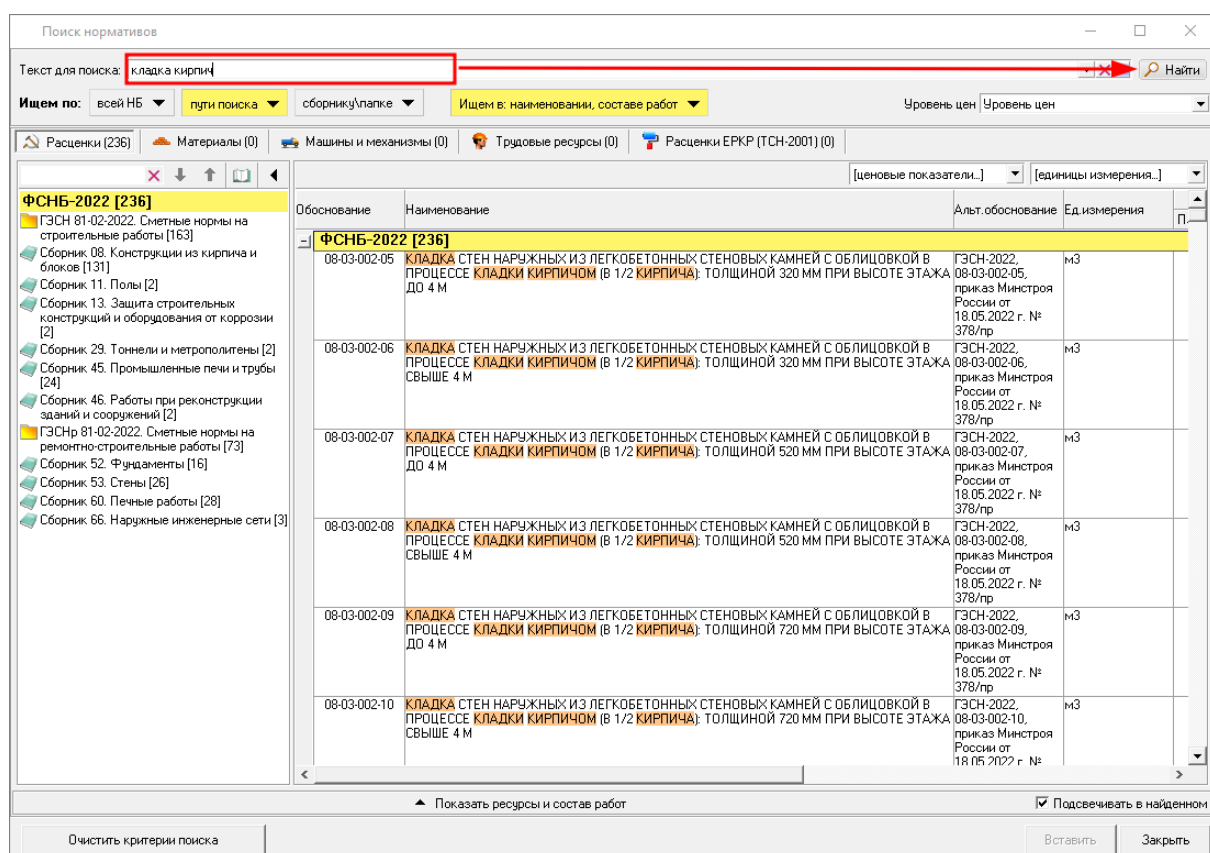 Поиск нормативов
Текст для поиска: кладка кирпич Найти
Ищем по: всей НБ пути поиска сборнику\папке Ищем в: наименовании, составе работ Уровень цен Уровень цен
Расценки (236) Материалы (0) Машины и механизмы (0) Трудовые ресурсы (0) Расценки ЕРКР (ТСН-2001) (0)
[ценовые показатели...] [единицы измерения...]
ФСНБ-2022 [236]
ГЭСН 81-02-2022. Сметные нормы на
строительные работы [163]
Сборник 08. Конструкции из кирпича и
блоков [131]
Сборник 11. Полы [2]
Сборник 13. Защита строительных
конструкций и оборудования от коррозии
[2]
Сборник 29. Тоннели и метрополитены [2]
Сборник 45. Промышленные печи и трубы
[24]
Сборник 46. Работы при реконструкции
зданий и сооружений [2]
ГЭСНр 81-02-2022. Сметные нормы на
ремонтно-строительные работы [73]
Сборник 52. Фундаменты [16]
Сборник 53. Стены [26]
Сборник 60. Печные работы [28]
Сборник 66. Наружные инженерные сети [3]
Обоснование Наименование Альт.обоснование Ед.измерения П.
ФСНБ-2022 [236]
08-03-002-05 КЛАДКА СТЕН НАРУЖНЫХ ИЗ ЛЕГКОБЕТОННЫХ СТЕНОВЫХ КАМНЕЙ С ОБЛИЦОВКОЙ В ГЭСН-2022, м3
ПРОЦЕССЕ КЛАДКИ КИРПИЧОМ (В 1/2 КИРПИЧА): ТОЛЩИНОЙ 320 ММ ПРИ ВЫСОТЕ ЭТАЖА 08-03-002-05,
ДО 4 М приказ Минстроя
России от
18.05.2022 г. №
378/пр
08-03-002-06 КЛАДКА СТЕН НАРУЖНЫХ ИЗ ЛЕГКОБЕТОННЫХ СТЕНОВЫХ КАМНЕЙ С ОБЛИЦОВКОЙ В ГЭСН-2022, м3
ПРОЦЕССЕ КЛАДКИ КИРПИЧОМ (В 1/2 КИРПИЧА): ТОЛЩИНОЙ 320 ММ ПРИ ВЫСОТЕ ЭТАЖА 08-03-002-06,
СВЫШЕ 4 М приказ Минстроя
России от
18.05.2022 г. №
378/пр
08-03-002-07 КЛАДКА СТЕН НАРУЖНЫХ ИЗ ЛЕГКОБЕТОННЫХ СТЕНОВЫХ КАМНЕЙ С ОБЛИЦОВКОЙ В ГЭСН-2022, м3
ПРОЦЕССЕ КЛАДКИ КИРПИЧОМ (В 1/2 КИРПИЧА): ТОЛЩИНОЙ 520 ММ ПРИ ВЫСОТЕ ЭТАЖА 08-03-002-07,
ДО 4 М приказ Минстроя
России от
18.05.2022 г. №
378/пр
08-03-002-08 КЛАДКА СТЕН НАРУЖНЫХ ИЗ ЛЕГКОБЕТОННЫХ СТЕНОВЫХ КАМНЕЙ С ОБЛИЦОВКОЙ В ГЭСН-2022, м3
ПРОЦЕССЕ КЛАДКИ КИРПИЧОМ (В 1/2 КИРПИЧА): ТОЛЩИНОЙ 520 ММ ПРИ ВЫСОТЕ ЭТАЖА 08-03-002-08,
СВЫШЕ 4 М приказ Минстроя
России от
18.05.2022 г. №
378/пр
08-03-002-09 КЛАДКА СТЕН НАРУЖНЫХ ИЗ ЛЕГКОБЕТОННЫХ СТЕНОВЫХ КАМНЕЙ С ОБЛИЦОВКОЙ В ГЭСН-2022, м3
ПРОЦЕССЕ КЛАДКИ КИРПИЧОМ (В 1/2 КИРПИЧА): ТОЛЩИНОЙ 720 ММ ПРИ ВЫСОТЕ ЭТАЖА 08-03-002-09,
ДО 4 М приказ Минстроя
России от
18.05.2022 г. №
378/пр
08-03-002-10 КЛАДКА СТЕН НАРУЖНЫХ ИЗ ЛЕГКОБЕТОННЫХ СТЕНОВЫХ КАМНЕЙ С ОБЛИЦОВКОЙ В ГЭСН-2022, м3
ПРОЦЕССЕ КЛАДКИ КИРПИЧОМ (В 1/2 КИРПИЧА): ТОЛЩИНОЙ 720 ММ ПРИ ВЫСОТЕ ЭТАЖА 08-03-002-10,
СВЫШЕ 4 М приказ Минстроя
России от
18.05.2022 г. №
Показать ресурсы и состав работ Подсвечивать в найденном
Очистить критерии поиска Вставить Закрыть